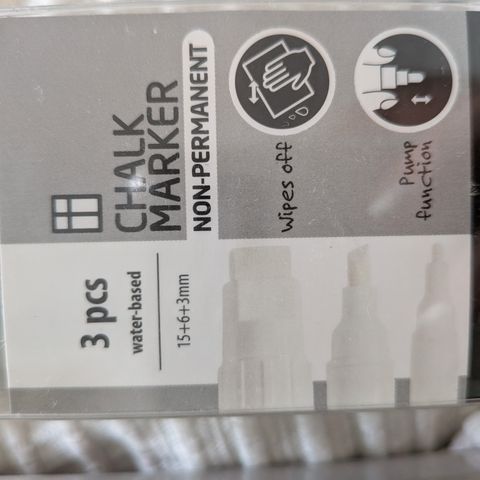 CHALK
MARKER
NON-PERMANENT
Wipes off
Pump
function
3 pcs
water-based
15+6+3mm